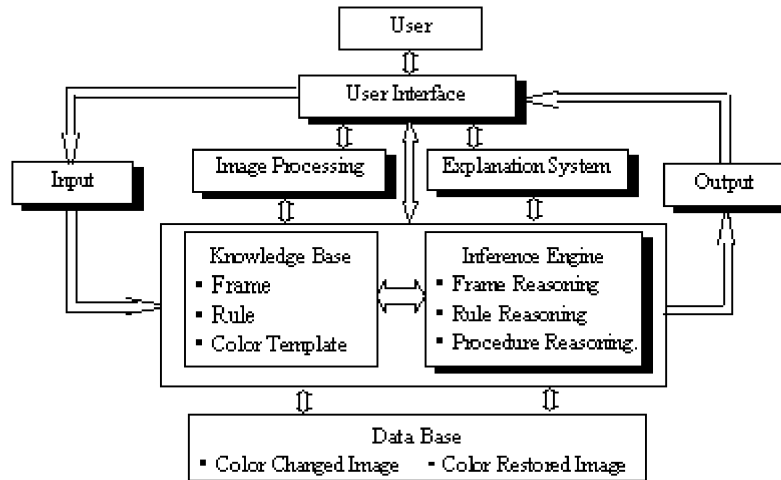 User
User Interface
Image Processing
Explanation System
Input
Output
Knowledge Base
▪ Frame
▪ Rule
▪ Color Template
Inference Engine
▪ Frame Reasoning
▪ Rule Reasoning
▪ Procedure Reasoning.
Data Base
▪ Color Changed Image ▪ Color Restored Image